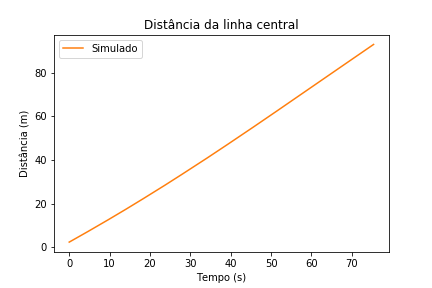 Distância da linha central
Simulado
Distância (m)
80
60
40
20
0
0 10 20 30 40 50 60 70
Tempo (s)